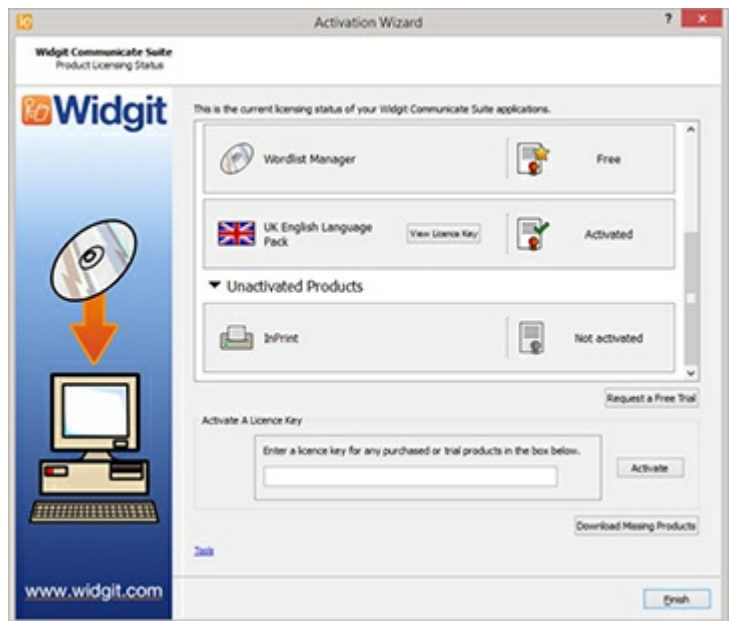 Activation Wizard
?
Widgit Communicate Suite
Product Licensing Status
Widgit
This is the current licensing status of your Widgit Communicate Suite applications.
Wordlist Manager
Free
UK English Language
Pack
View Licence Key
Activated
Unactivated Products
InPrint
Not activated
Request a Free Trial
Activate A Licence Key
Enter a licence key for any purchased or trial products in the box below.
Activate
Download Missing Products
Tools
www.widgit.com
Finish